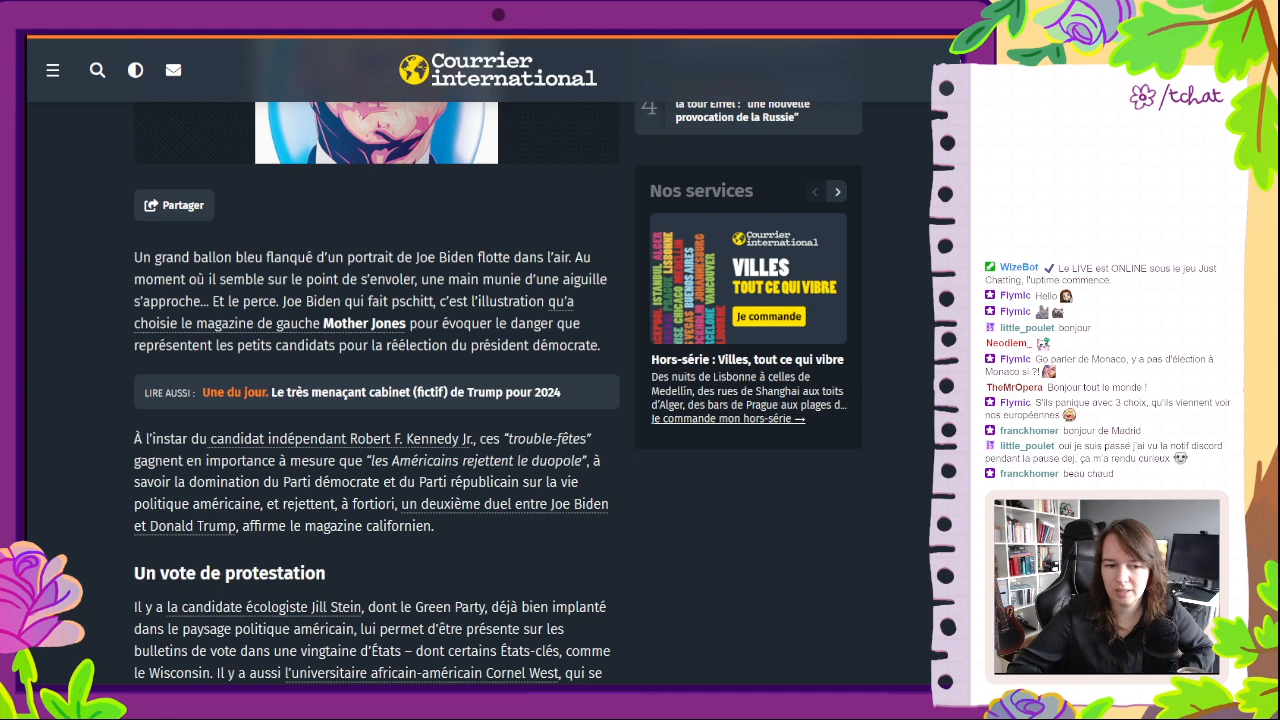 Courrier
international
4
la tour Eiffel : “une nouvelle
provocation de la Russie”
Partager
Un grand ballon bleu flanqué d’un portrait de Joe Biden flotte dans l’air. Au
moment où il semble sur le point de s’envoler, une main munie d’une aiguille
s’approche… Et le perce. Joe Biden qui fait pschitt, c’est l’illustration qu’a
choisie le magazine de gauche Mother Jones pour évoquer le danger que
représentent les petits candidats pour la réélection du président démocrate.
LIRE AUSSI : Une du jour. Le très menaçant cabinet (fictif) de Trump pour 2024
À l’instar du candidat indépendant Robert F. Kennedy Jr., ces “trouble-fêtes”
gagnent en importance à mesure que “les Américains rejettent le duopole”, à
savoir la domination du Parti démocrate et du Parti républicain sur la vie
politique américaine, et rejettent, à fortiori, un deuxième duel entre Joe Biden
et Donald Trump, affirme le magazine californien.
Un vote de protestation
Il y a la candidate écologiste Jill Stein, dont le Green Party, déjà bien implanté
dans le paysage politique américain, lui permet d’être présente sur les
bulletins de vote dans une vingtaine d’États – dont certains États-clés, comme
le Wisconsin. Il y a aussi l’universitaire africain-américain Cornel West, qui se
Nos services
Courrier
international
VILLES
TOUT CE QUI VIBRE
Je commande
Hors-série : Villes, tout ce qui vibre
Des nuits de Lisbonne à celles de
Medellín, des rues de Shanghai aux toits
d’Alger, des bars de Prague aux plages d…
Je commande mon hors-série →
/tchat
WizeBot Le LIVE est ONLINE sous le jeu Just
Chatting, l'uptime commence.
Flymic Hello
Flymic
little_poulet bonjour
Neodiem_
Flymic Go parler de Monaco, y a pas d'élection à
Monaco si ?!
TheMrOpera Bonjour tout le monde !
Flymic S'ils panique avec 3 choix, qu'ils viennent voir
nos européennes
franckhomer bonjour de Madrid
little_poulet oui je suis passé j'ai vu la notif discord
pendant la pause dej, ça m'a rendu curieux
franckhomer beau chaud